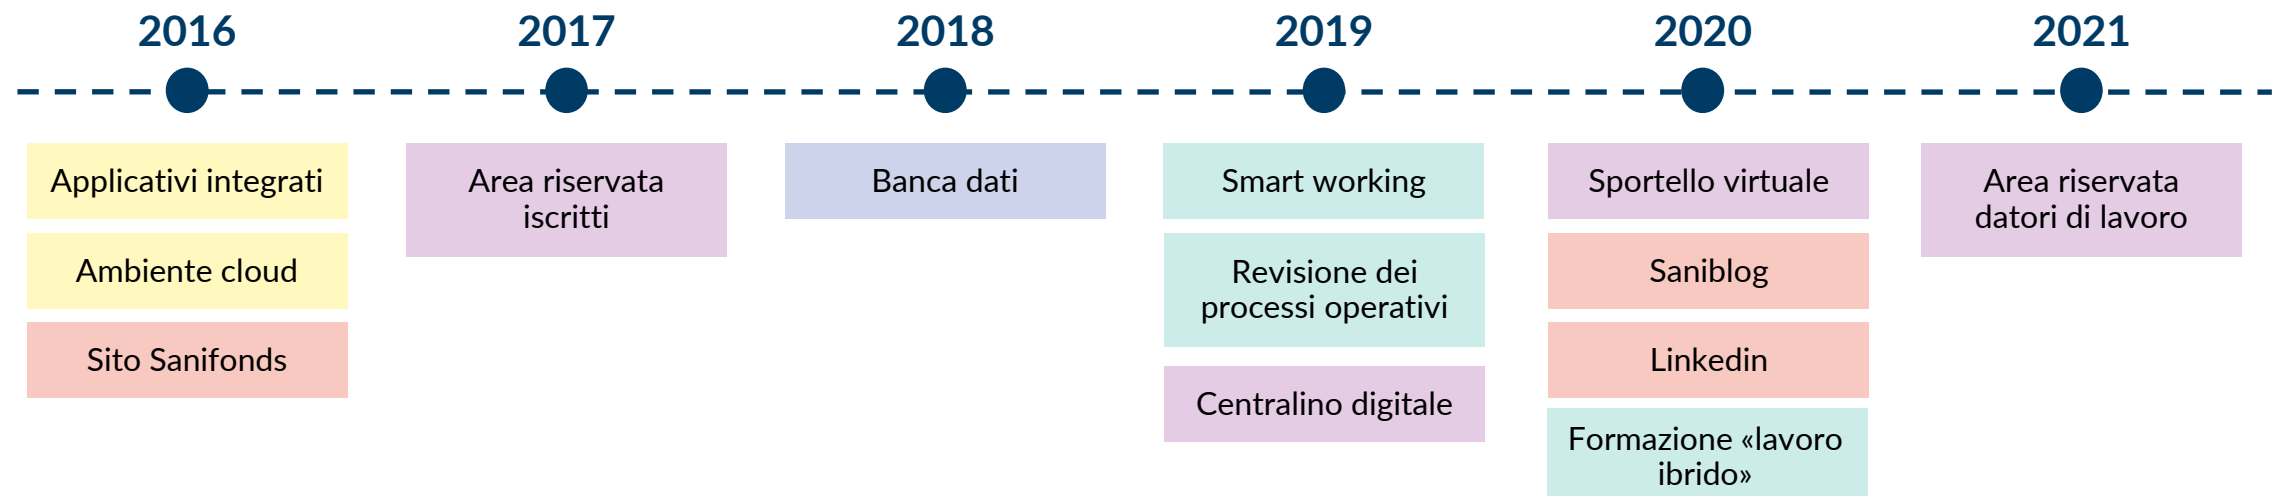 2016
2017
2018
2019
2020
2021
Applicativi integrati
Ambiente cloud
Sito Sanifonds
Area riservata
iscritti
Banca dati
Smart working
Revisione dei
processi operativi
Centralino digitale
Sportello virtuale
Saniblog
Linkedin
Formazione «lavoro
ibrido»
Area riservata
datori di lavoro